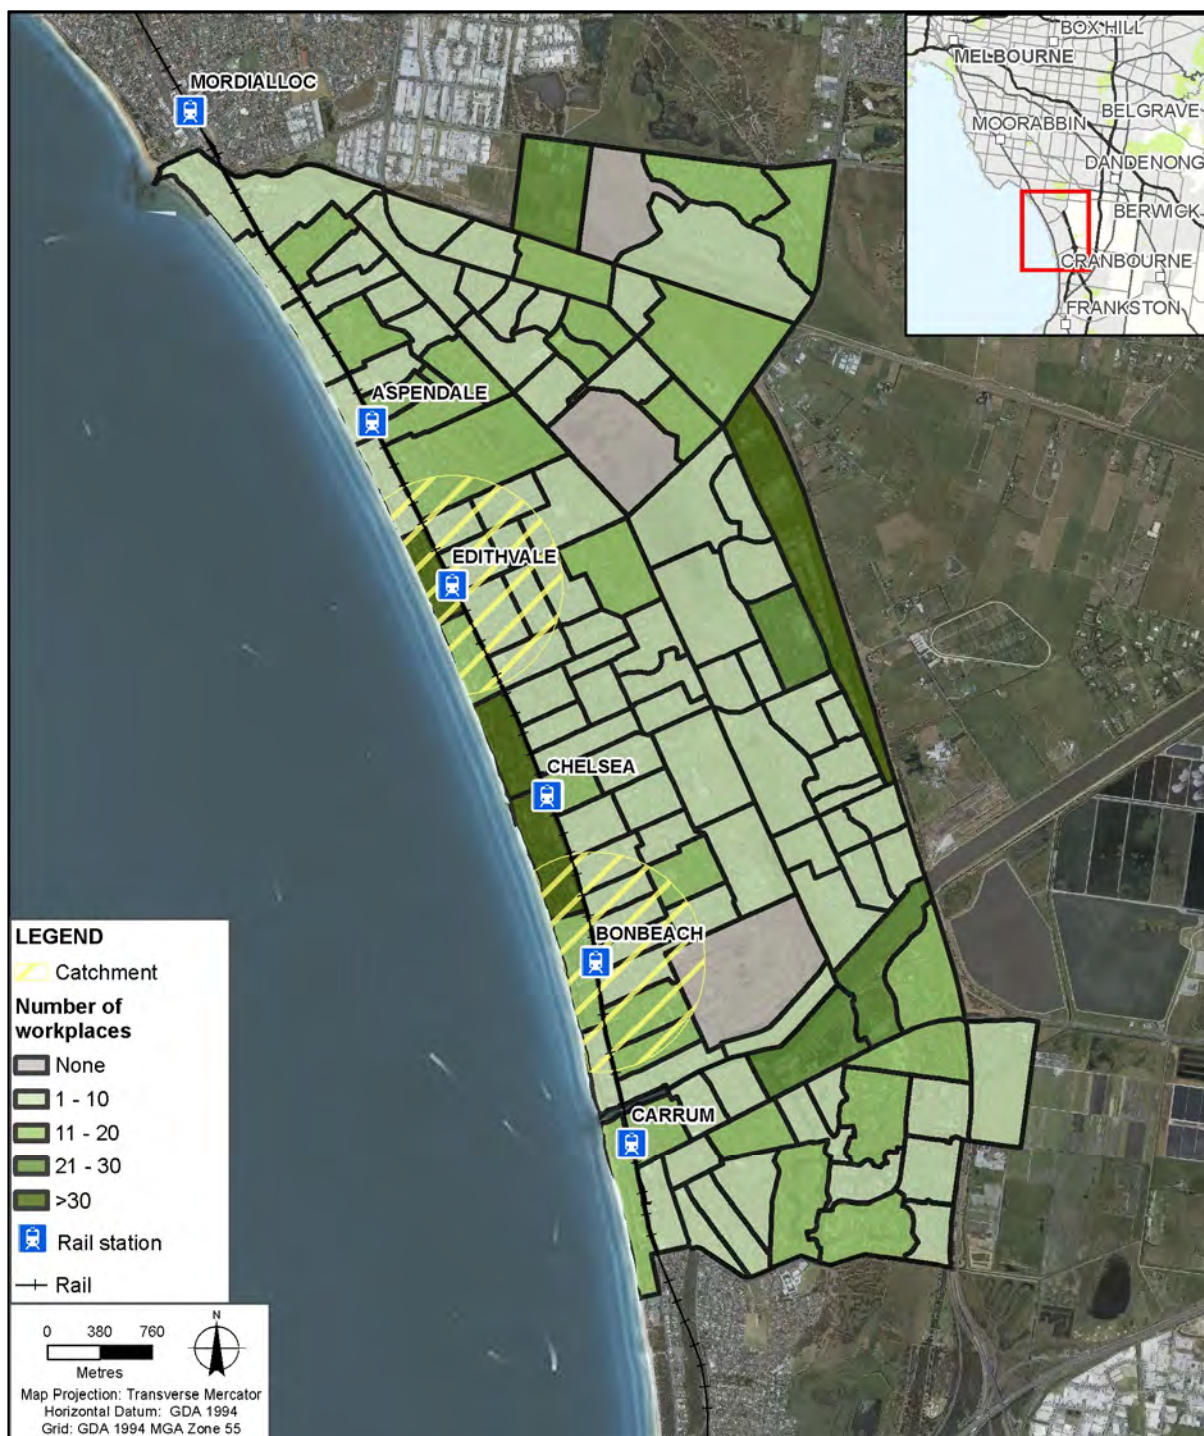 MORDIALLOC
ASPENDALE
EDITHVALE
CHELSEA
BONBEACH
CARRUM
BOX HILL
MELBOURNE
BELGRAVE
MOORABBIN
DANDENONG
BERWICK
CRANBOURNE
FRANKSTON
LEGEND
Catchment
Number of
workplaces
None
1 - 10
11 - 20
21 - 30
>30
Rail station
Rail
0 380 760
Metres
N
Map Projection: Transverse Mercator
Horizontal Datum: GDA 1994
Grid: GDA 1994 MGA Zone 55